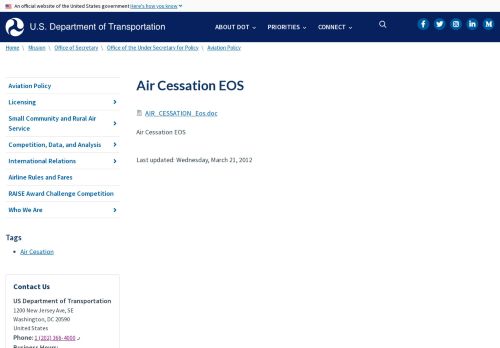 An official website of the United States government Here's how you know
U.S. Department of Transportation
ABOUT DOT
PRIORITIES
CONNECT
Home \ Mission \ Office of Secretary \ Office of the Under Secretary for Policy \ Aviation Policy
Aviation Policy
Licensing
Small Community and Rural Air
Service
Competition, Data, and Analysis
International Relations
Airline Rules and Fares
RAISE Award Challenge Competition
Who We Are
Tags
Air Cesation
Contact Us
US Department of Transportation
1200 New Jersey Ave, SE
Washington, DC 20590
United States
Phone: 1 (202) 366-4000
Business Hours:
Air Cessation EOS
AIR_CESSATION_Eos.doc
Air Cessation EOS
Last updated: Wednesday, March 21, 2012